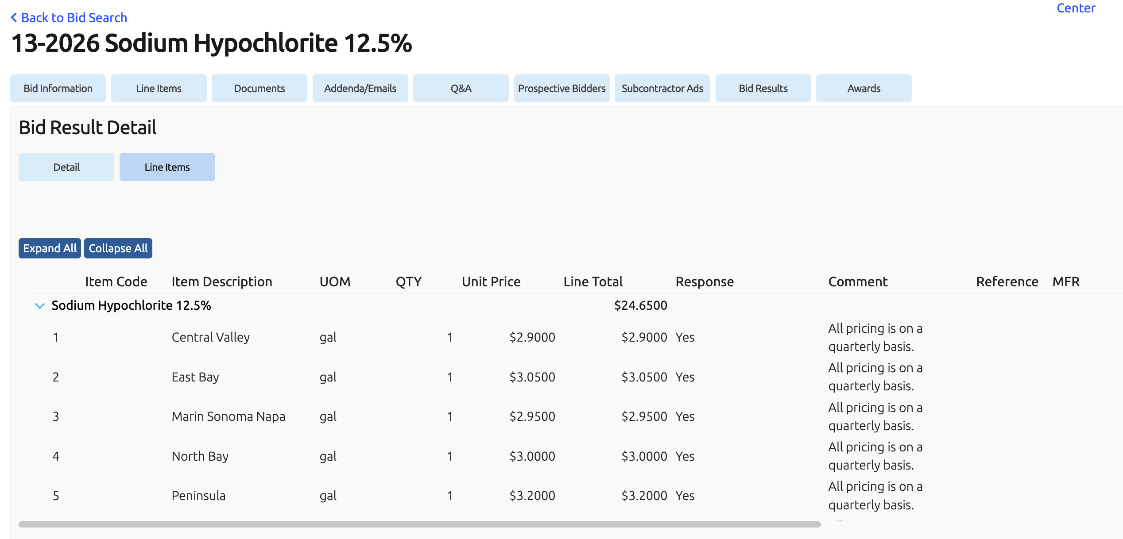 Center
Back to Bid Search
13-2026 Sodium Hypochlorite 12.5%
Bid Information Line Items Documents Addenda/Emails Q&A Prospective Bidders Subcontractor Ads Bid Results Awards
Bid Result Detail
Detail Line Items
Expand All Collapse All
Item Code Item Description UOM QTY Unit Price Line Total Response Comment Reference MFR
Sodium Hypochlorite 12.5% $24.6500
1 Central Valley gal 1 $2.9000 $2.9000 Yes All pricing is on a
quarterly basis.
2 East Bay gal 1 $3.0500 $3.0500 Yes All pricing is on a
quarterly basis.
3 Marin Sonoma Napa gal 1 $2.9500 $2.9500 Yes All pricing is on a
quarterly basis.
4 North Bay gal 1 $3.0000 $3.0000 Yes All pricing is on a
quarterly basis.
5 Peninsula gal 1 $3.2000 $3.2000 Yes All pricing is on a
quarterly basis.